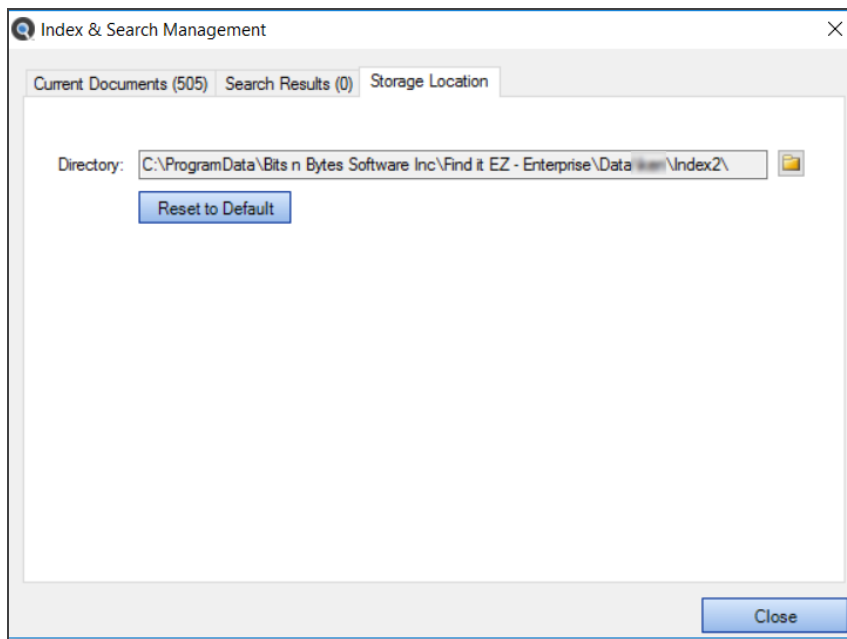 Index & Search Management
Current Documents (505) Search Results (0) Storage Location
Directory: C:\ProgramData\Bits n Bytes Software Inc\Find it EZ - Enterprise\Data \Index2\
Reset to Default
Close